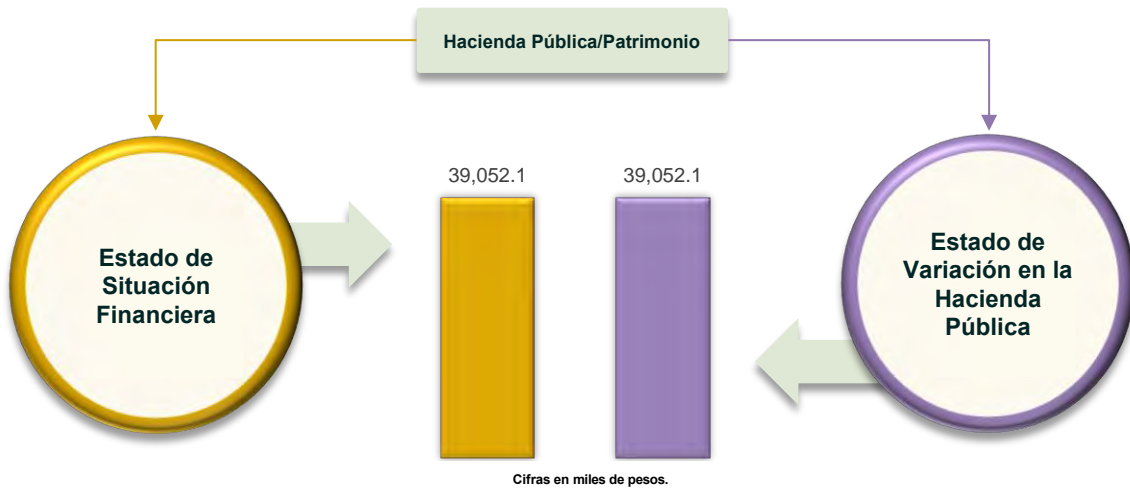 Hacienda Pública/Patrimonio
39,052.1
39,052.1
Estado de
Situación
Financiera
Estado de
Variación en la
Hacienda
Pública
Cifras en miles de pesos.